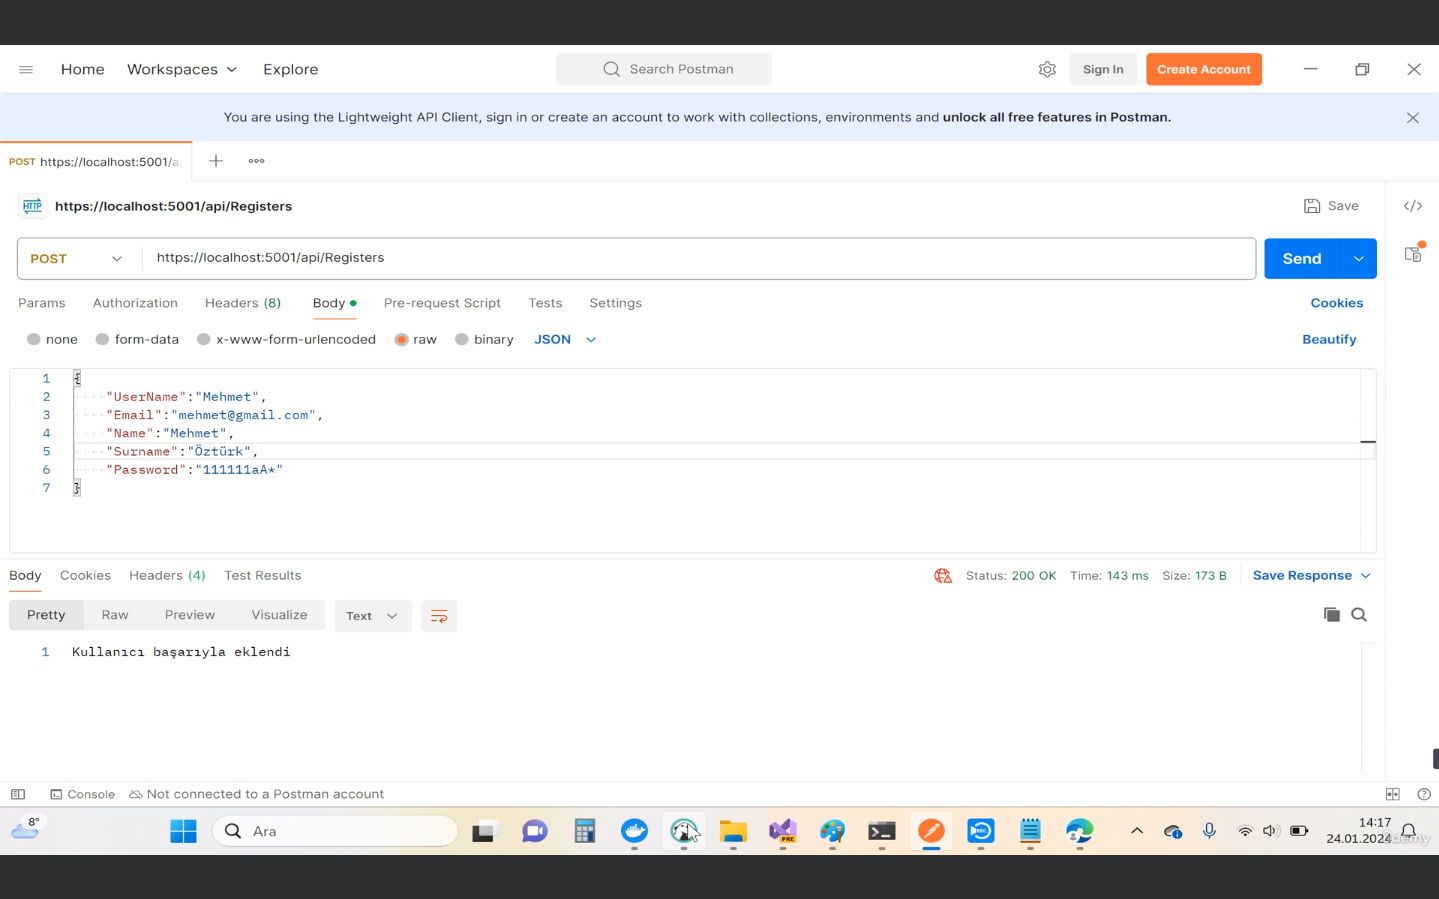 Home Workspaces Explore Search Postman Sign In Create Account
You are using the Lightweight API Client, sign in or create an account to work with collections, environments and unlock all free features in Postman.
POST https://localhost:5001/a
HTTP https://localhost:5001/api/Registers Save
POST https://localhost:5001/api/Registers Send
Params Authorization Headers (8) Body Pre-request Script Tests Settings Cookies
none form-data x-www-form-urlencoded raw binary JSON Beautify
1 {
2 "UserName":"Mehmet",
3 "Email":"mehmet@gmail.com",
4 "Name":"Mehmet",
5 "Surname":"Öztürk",
6 "Password":"111111aA*"
7 }
Body Cookies Headers (4) Test Results Status: 200 OK Time: 143 ms Size: 173 B Save Response
Pretty Raw Preview Visualize Text
1 Kullanıcı başarıyla eklendi
Console Not connected to a Postman account
8° Ara PRE 14:17
24.01.2024 Udemy